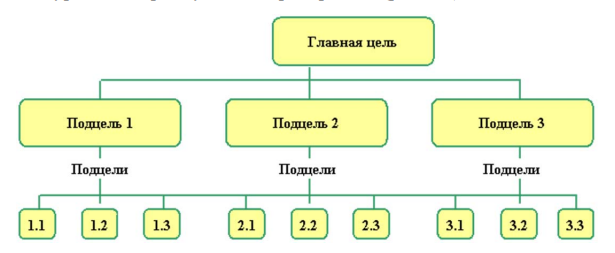 Главная цель
Подцель 1 Подцель 2 Подцель 3
Подцели Подцели Подцели
1.1 1.2 1.3 2.1 2.2 2.3 3.1 3.2 3.3